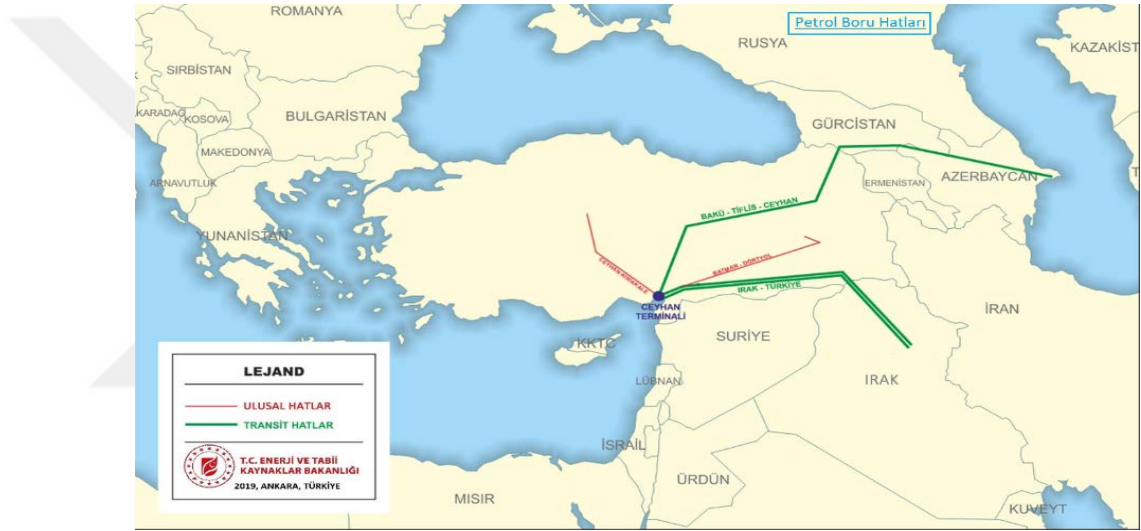 ROMANYA
Petrol Boru Hatları
RUSYA
KAZAKİST
SIRBİSTAN
KARADAĞ
KOSOVA
BULGARİSTAN
GÜRCİSTAN
MAKEDONYA
ERMENİSTAN
AZERBAYCAN
ARNAVUTLUK
YUNANİSTAN
BAKÜ - TİFLİS - CEYHAN
BATMAN - DÖRTYOL
IRAK - TÜRKİYE
CEYHAN
TERMİNALİ
İRAN
KKTC
SURİYE
LÜBNAN
IRAK
LEJAND
ULUSAL HATLAR
TRANSİT HATLAR
T.C. ENERJİ VE TABİİ
KAYNAKLAR BAKANLIĞI
2019, ANKARA, TÜRKİYE
İSRAİL
ÜRDÜN
MISIR
KUVEYT